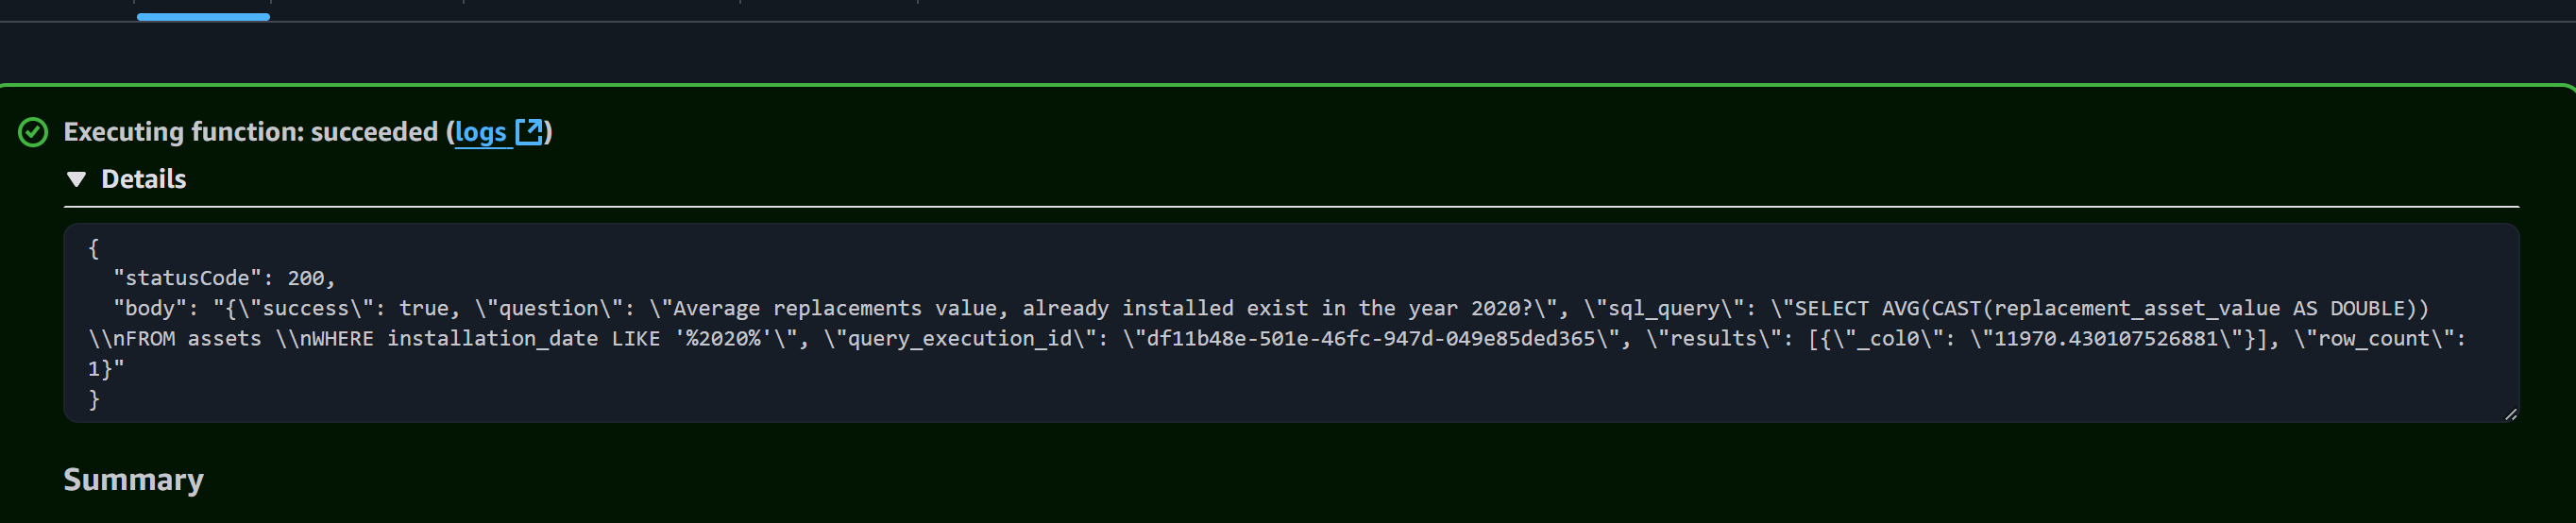 Executing function: succeeded (logs)
Details
{
  "statusCode": 200,
  "body": "{\"success\": true, \"question\": \"Average replacements value, already installed exist in the year 2020?\", \"sql_query\": \"SELECT AVG(CAST(replacement_asset_value AS DOUBLE))
\\nFROM assets \\nWHERE installation_date LIKE '%2020%'\", \"query_execution_id\": \"df11b48e-501e-46fc-947d-049e85ded365\", \"results\": [{\"_col0\": \"11970.430107526881\"}], \"row_count\":
1}"
}
Summary